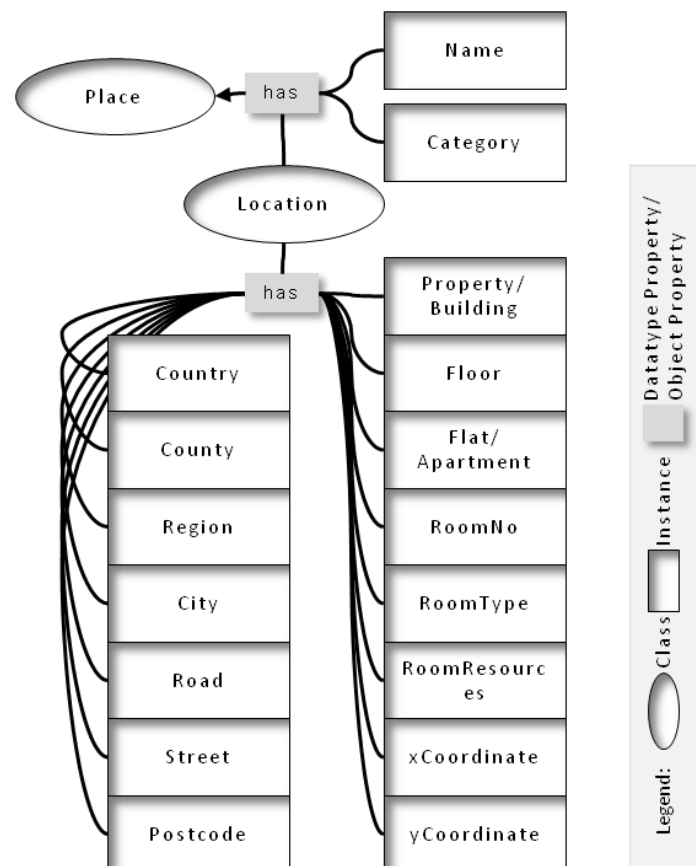 Name
Place
has
Category
Location
has
Property/
Building
Country
Floor
County
Flat/
Apartment
Region
RoomNo
City
RoomType
Road
RoomResourc
es
Street
xCoordinate
Postcode
yCoordinate
Legend:
Class
Instance
Datatype Property/
Object Property